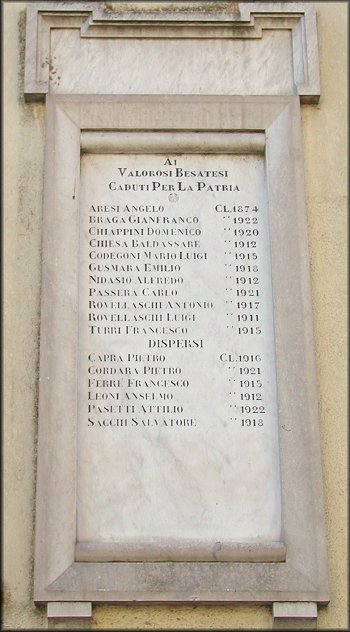 AI
VALOROSI BESATESI
CADUTI PER LA PATRIA
ARESI ANGELO CL.1874
BRAGA GIANFRANCO '' 1922
CHIAPPINI DOMENICO '' 1920
CHIESA BALDASSARE '' 1912
CODEGONI MARIO LUIGI '' 1915
GUSMARA EMILIO '' 1918
NIDASIO ALFREDO '' 1912
PASSERA CARLO '' 1921
ROVELLASCHI ANTONIO '' 1917
ROVELLASCHI LUIGI '' 1911
TURRI FRANCESCO '' 1915
DISPERSI
CAPRA PIETRO CL.1916
CORDARA PIETRO '' 1921
FERRÉ FRANCESCO '' 1915
LEONI ANSELMO '' 1912
PASETTI ATTILIO '' 1922
SACCHI SALVATORE '' 1918